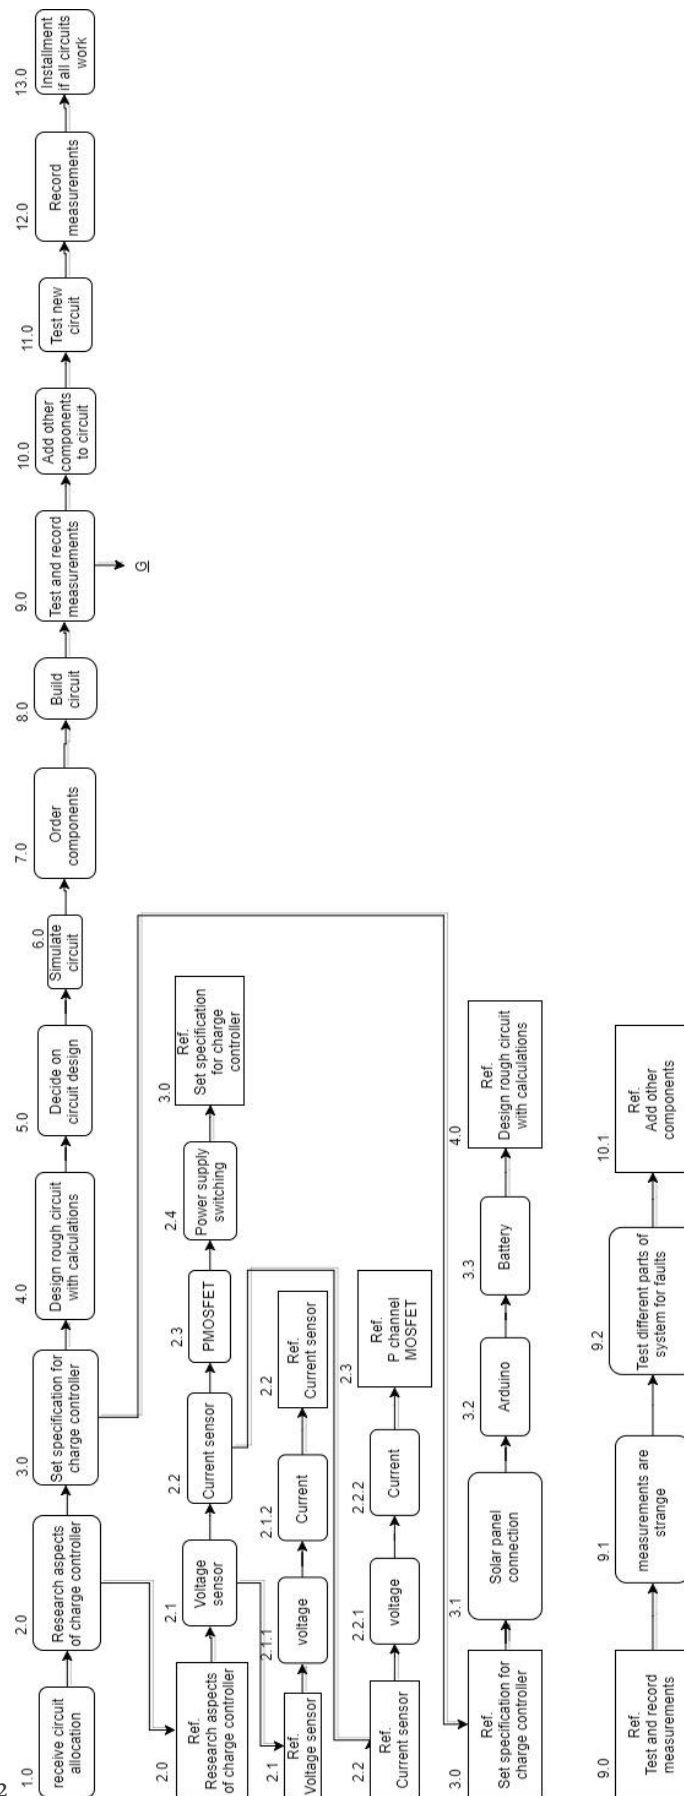 2
1.0
receive circuit
allocation
2.0
Research aspects
of charge controller
3.0
Set specification for
charge controller
4.0
Design rough circuit
with calculations
5.0
Decide on
circuit design
6.0
Simulate
circuit
7.0
Order
components
8.0
Build
circuit
9.0
Test and record
measurements
G
10.0
Add other
components
to circuit
11.0
Test new
circuit
12.0
Record
measurements
13.0
Installment
if all circuits
work
2.0
Ref.
Research aspects
of charge controller
2.1
Voltage
sensor
2.2
Current sensor
2.3
PMOSFET
2.4
Power supply
switching
3.0
Ref.
Set specification
for charge
controller
2.1
Ref.
Voltage sensor
2.1.1
voltage
2.1.2
Current
2.2
Ref.
Current sensor
2.2
Ref.
Current sensor
2.2.1
voltage
2.2.2
Current
2.3
Ref.
P channel
MOSFET
3.0
Ref.
Set specification for
charge controller
3.1
Solar panel
connection
3.2
Arduino
3.3
Battery
4.0
Ref.
Design rough circuit
with calculations
9.0
Ref.
Test and record
measurements
9.1
measurements are
strange
9.2
Test different parts of
system for faults
10.1
Ref.
Add other
components